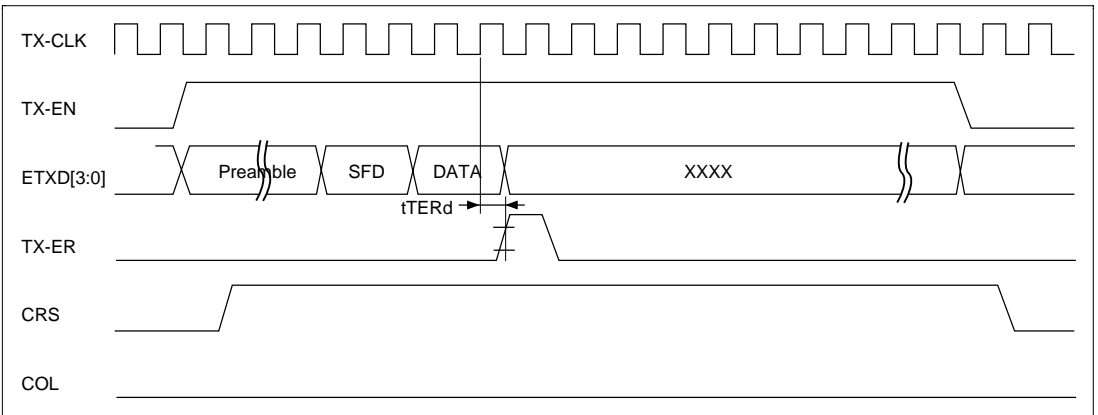 TX-CLK
TX-EN
ETXD[3:0]
Preamble SFD DATA XXXX
tTERd
TX-ER
CRS
COL